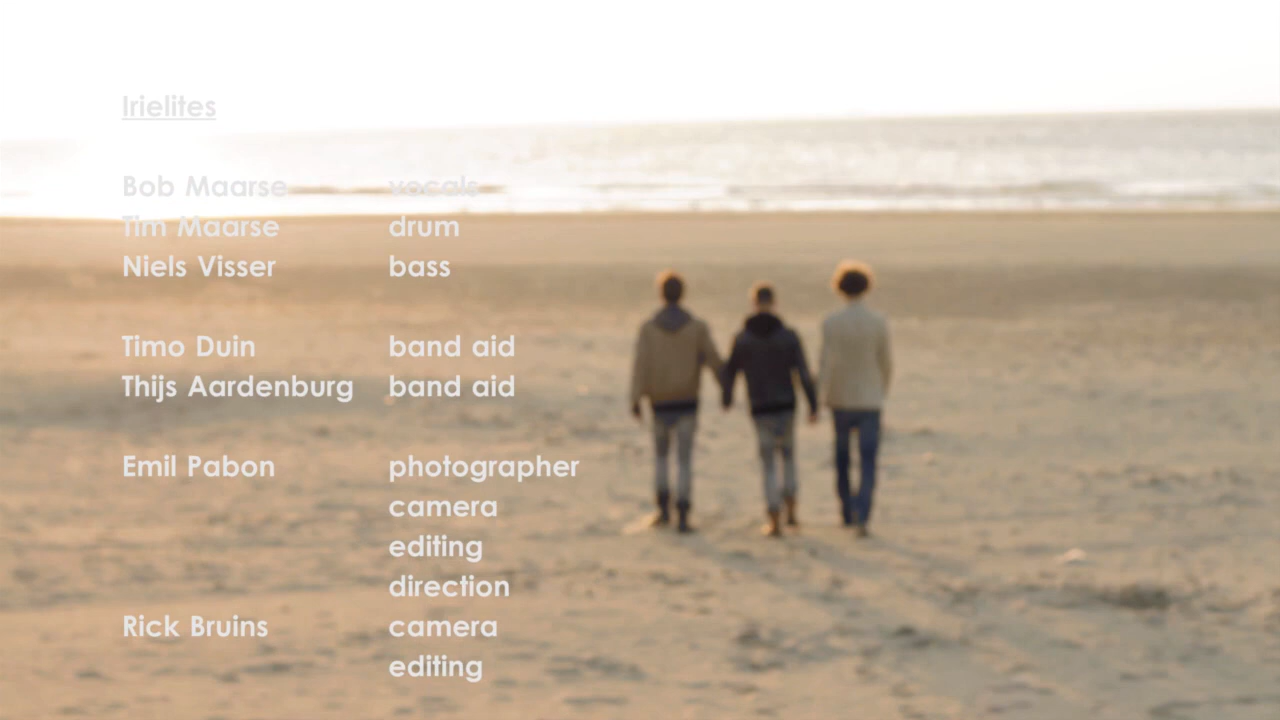 Irielites
Bob Maarse vocals
Tim Maarse drum
Niels Visser bass
Timo Duin band aid
Thijs Aardenburg band aid
Emil Pabon photographer
camera
editing
direction
Rick Bruins camera
editing